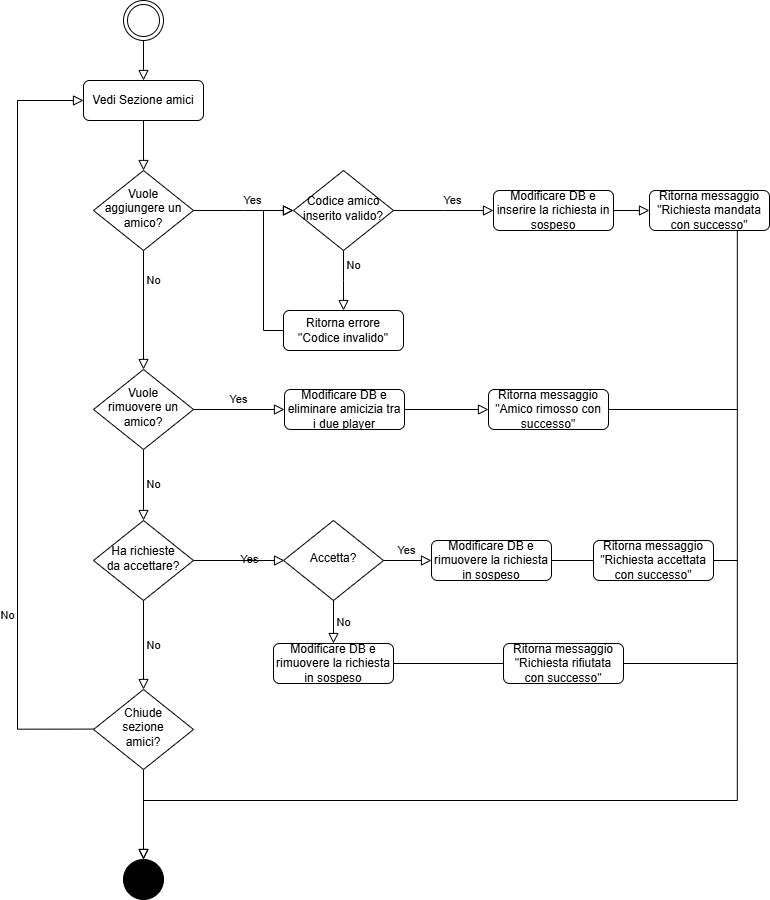 Vedi Sezione amici
Vuole
aggiungere un
amico?
Yes
Codice amico
inserito valido?
Yes
Modificare DB e
inserire la richiesta in
sospeso
Ritorna messaggio
"Richiesta mandata
con successo"
No
No
Ritorna errore
"Codice invalido"
Vuole
rimuovere un
amico?
Yes
Modificare DB e
eliminare amicizia tra
i due player
Ritorna messaggio
"Amico rimosso con
successo"
No
Ha richieste
da accettare?
Yes
Accetta?
Yes
Modificare DB e
rimuovere la richiesta
in sospeso
Ritorna messaggio
"Richiesta accettata
con successo"
No
No
No
Modificare DB e
rimuovere la richiesta
in sospeso
Ritorna messaggio
"Richiesta rifiutata
con successo"
Chiude
sezione
amici?